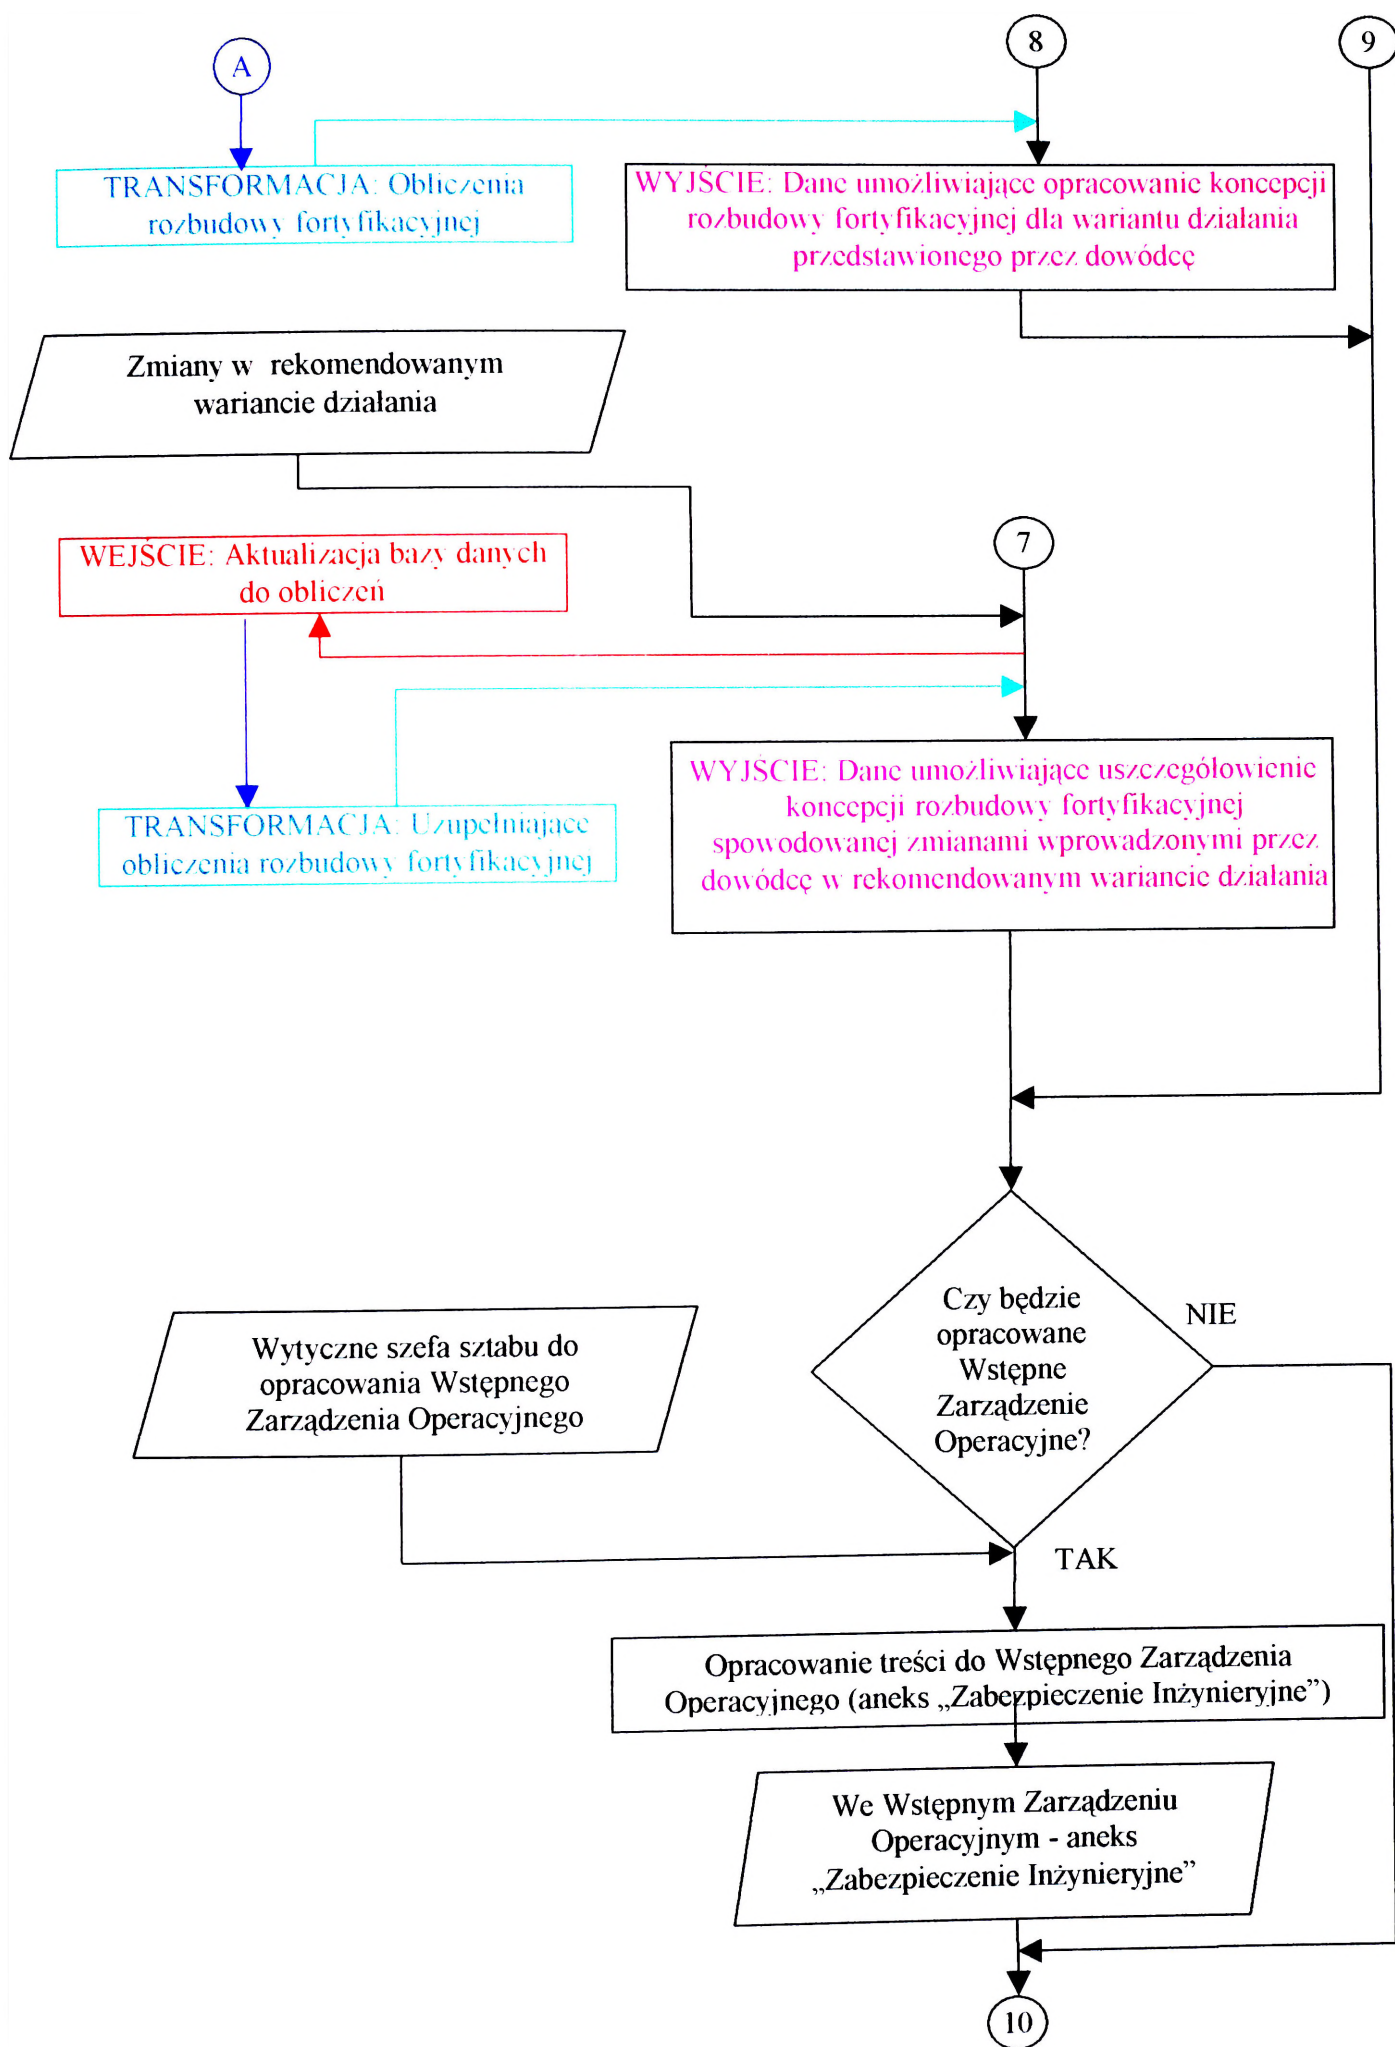 A
8
9
TRANSFORMACJA: Obliczenia
rozbudowy fortyfikacyjnej
WYJŚCIE: Dane umożliwiające opracowanie koncepcji
rozbudowy fortyfikacyjnej dla wariantu działania
przedstawionego przez dowódcę
Zmiany w rekomendowanym
wariancie działania
WEJŚCIE: Aktualizacja bazy danych
do obliczeń
7
WYJŚCIE: Dane umożliwiające uszczegółowienie
koncepcji rozbudowy fortyfikacyjnej
spowodowanej zmianami wprowadzonymi przez
dowódcę w rekomendowanym wariancie działania
TRANSFORMACJA: Uzupełniające
obliczenia rozbudowy fortyfikacyjnej
Czy będzie
opracowane
Wstępne
Zarządzenie
Operacyjne?
NIE
Wytyczne szefa sztabu do
opracowania Wstępnego
Zarządzenia Operacyjnego
TAK
Opracowanie treści do Wstępnego Zarządzenia
Operacyjnego (aneks „Zabezpieczenie Inżynieryjne”)
We Wstępnym Zarządzeniu
Operacyjnym - aneks
„Zabezpieczenie Inżynieryjne”
10